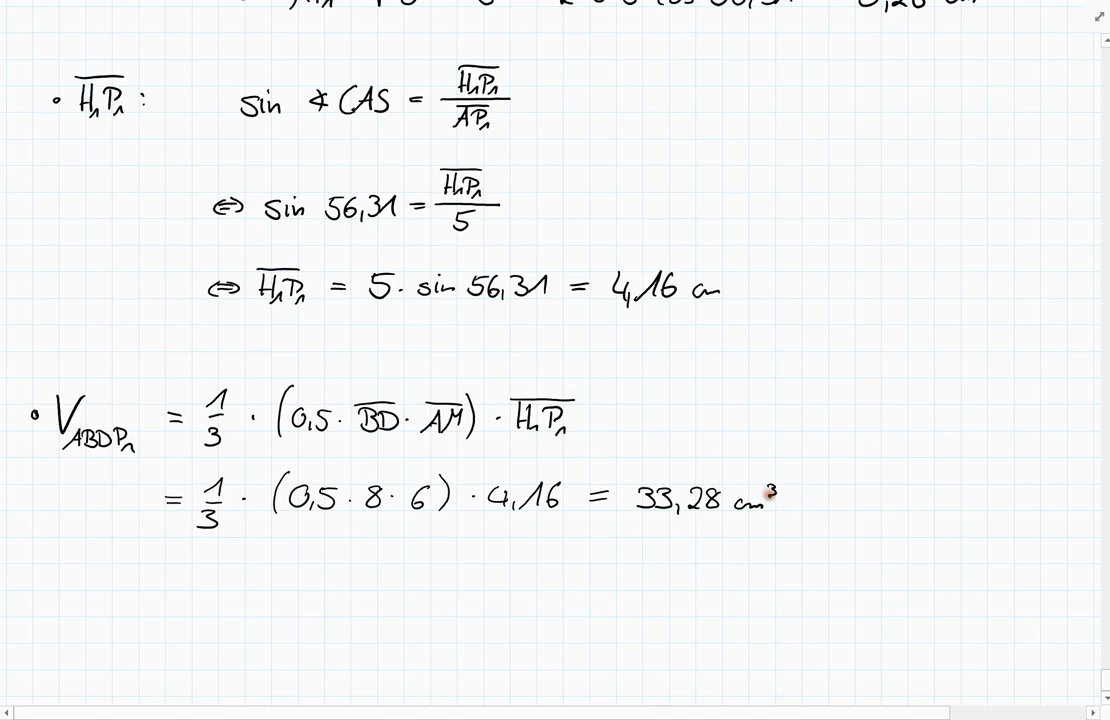 • H₁P₁ : sin ∢ CAS = H₁P₁ / AP₁
⇔ sin 56,31 = H₁P₁ / 5
⇔ H₁P₁ = 5 · sin 56,31 = 4,16 cm
• V ABDP₁ = 1/3 · (0,5 · BD · AM) · H₁P₁
= 1/3 · (0,5 · 8 · 6) · 4,16 = 33,28 cm³